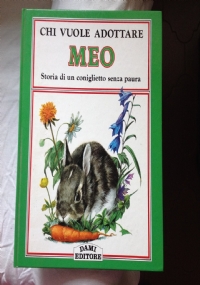 CHI VUOLE ADOTTARE
MEO
Storia di un coniglietto senza paura
DAMI
EDITORE